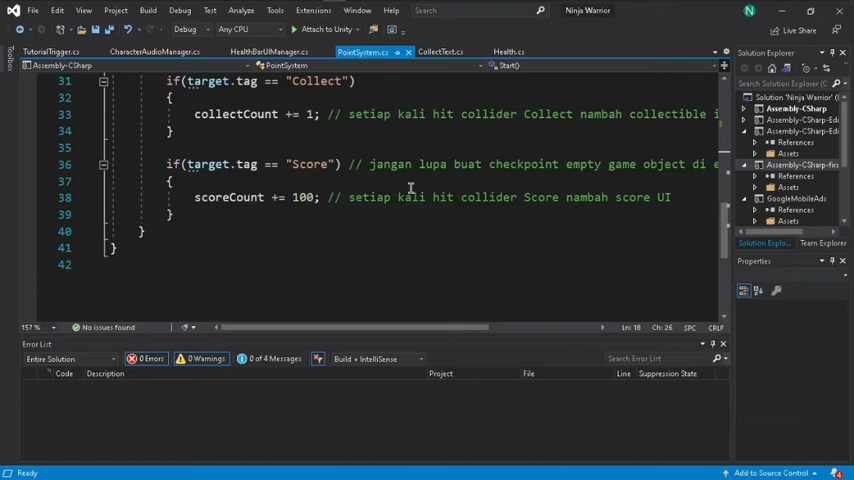 File Edit View Project Build Debug Test Analyze Tools Extensions Window Help Search Ninja Warrior N
Debug Any CPU Attach to Unity Live Share
Toolbox
TutorialTrigger.cs CharacterAudioManager.cs HealthBarUIManager.cs PointSystem.cs CollectText.cs Health.cs
Assembly-CSharp PointSystem Start()
31 if(target.tag == "Collect")
32 {
33 collectCount += 1; // setiap kali hit collider Collect nambah collectible i
34 }
35
36 if(target.tag == "Score") // jangan lupa buat checkpoint empty game object di e
37 {
38 scoreCount += 100; // setiap kali hit collider Score nambah score UI
39 }
40 }
41 }
42
157 % No issues found Ln: 18 Ch: 26 SPC CRLF
Error List
Entire Solution 0 Errors 0 Warnings 0 of 4 Messages Build + IntelliSense Search Error List
Code Description Project File Line Suppression State
Solution Explorer
Search Solution Explorer
Solution 'Ninja Warrior'
Assembly-CSharp
Assembly-CSharp-Edi
Assembly-CSharp-Edi
References
Assets
Assembly-CSharp-firs
References
Assets
GoogleMobileAds
References
Assets
Solution Explo... Team Explorer
Properties
Ready Add to Source Control 4